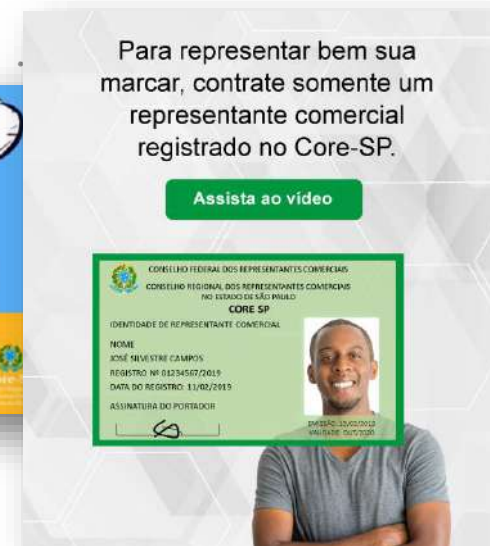 Para representar bem sua
marcar, contrate somente um
representante comercial
registrado no Core-SP.
Assista ao vídeo
CONSELHO FEDERAL DOS REPRESENTANTES COMERCIAIS
CONSELHO REGIONAL DOS REPRESENTANTES COMERCIAIS
NO ESTADO DE SÃO PAULO
CORE SP
IDENTIDADE DE REPRESENTANTE COMERCIAL
NOME
JOSÉ SILVESTRE CAMPOS
REGISTRO Nº 01234567/2019
DATA DO REGISTRO: 11/02/2019
ASSINATURA DO PORTADOR